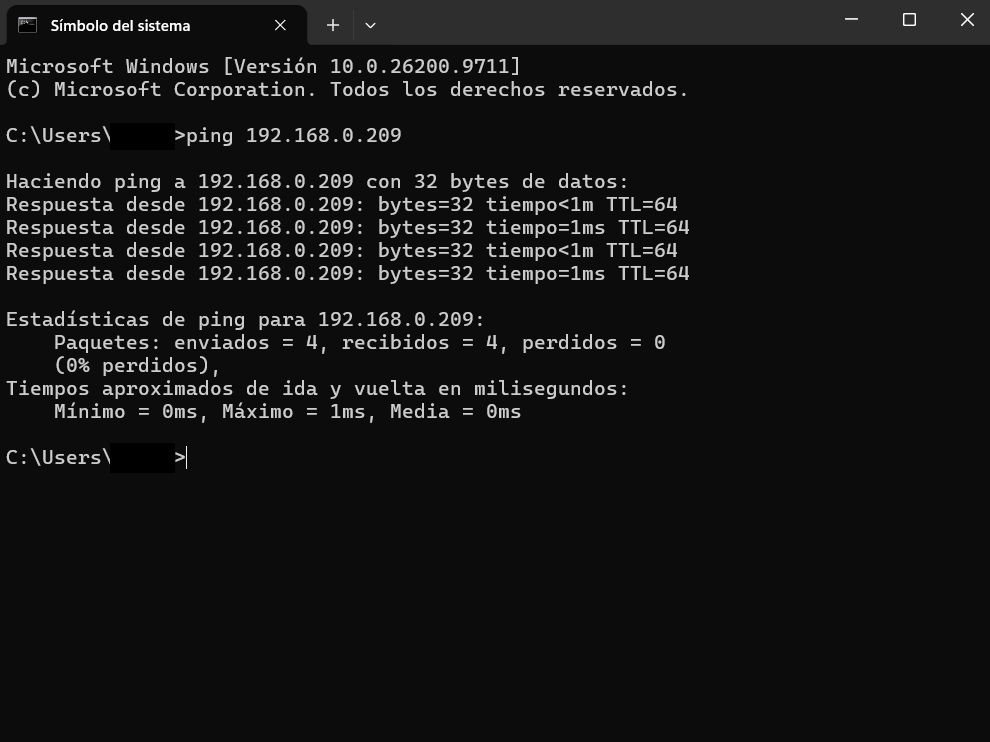 Símbolo del sistema
Microsoft Windows [Versión 10.0.26200.9711]
(c) Microsoft Corporation. Todos los derechos reservados.
C:\Users\>ping 192.168.0.209
Haciendo ping a 192.168.0.209 con 32 bytes de datos:
Respuesta desde 192.168.0.209: bytes=32 tiempo<1m TTL=64
Respuesta desde 192.168.0.209: bytes=32 tiempo=1ms TTL=64
Respuesta desde 192.168.0.209: bytes=32 tiempo<1m TTL=64
Respuesta desde 192.168.0.209: bytes=32 tiempo=1ms TTL=64
Estadísticas de ping para 192.168.0.209:
    Paquetes: enviados = 4, recibidos = 4, perdidos = 0
    (0% perdidos),
Tiempos aproximados de ida y vuelta en milisegundos:
    Mínimo = 0ms, Máximo = 1ms, Media = 0ms
C:\Users\>